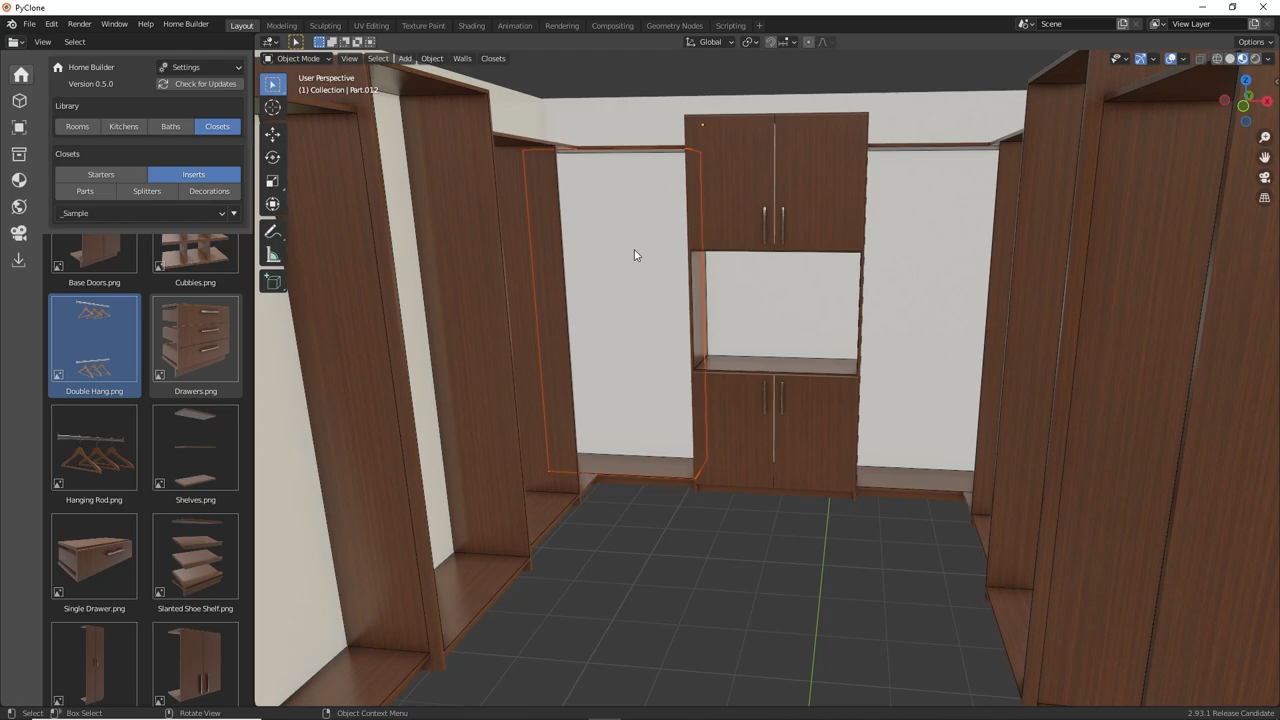 PyClone
File Edit Render Window Help Home Builder
Layout Modeling Sculpting UV Editing Texture Paint Shading Animation Rendering Compositing Geometry Nodes Scripting +
Scene
View Layer
View Select
Global
Options
Object Mode View Select Add Object Walls Closets
Home Builder
Settings
Version 0.5.0
Check for Updates
Library
Rooms Kitchens Baths Closets
Closets
Starters Inserts
Parts Splitters Decorations
_Sample
User Perspective
(1) Collection | Part.012
Z
Y
X
Base Doors.png
Cubbies.png
Double Hang.png
Drawers.png
Hanging Rod.png
Shelves.png
Single Drawer.png
Slanted Shoe Shelf.png
Select
Box Select
Rotate View
Object Context Menu
2.93.1 Release Candidate